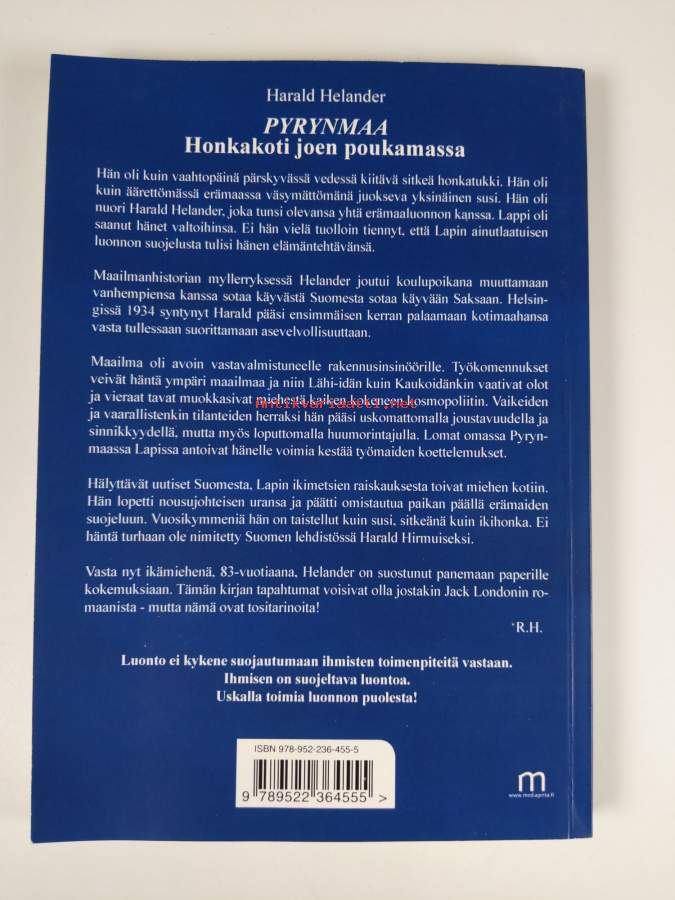 Harald Helander
PYRYNMAA
Honkakoti joen poukamassa
Hän oli kuin vaahtopäinä pärskyvässä vedessä kiitävä sitkeä honkatukki. Hän oli
kuin äärettömässä erämaassa väsymättömänä juokseva yksinäinen susi. Hän oli
nuori Harald Helander, joka tunsi olevansa yhtä erämaaluonnon kanssa. Lappi oli
saanut hänet valtoihinsa. Ei hän vielä tuolloin tiennyt, että Lapin ainutlaatuisen
luonnon suojelusta tulisi hänen elämäntehtävänsä.
Maailmanhistorian myllerryksessä Helander joutui koulupoikana muuttamaan
vanhempiensa kanssa sotaa käyvästä Suomesta sotaa käyvään Saksaan. Helsin-
gissä 1934 syntynyt Harald pääsi ensimmäisen kerran palaamaan kotimaahansa
vasta tullessaan suorittamaan asevelvollisuuttaan.
Maailma oli avoin vastavalmistuneelle rakennusinsinöörille. Työkomennukset
veivät häntä ympäri maailmaa ja niin Lähi-idän kuin Kaukoidänkin vaativat olot
ja vieraat tavat muokkasivat miehestä kaiken kokeneen kosmopoliitin. Vaikeiden
Antikvariaatti.net
ja vaarallistenkin tilanteiden herraksi hän pääsi uskomattomalla joustavuudella ja
sinnikkyydellä, mutta myös loputtomalla huumorintajulla. Lomat omassa Pyryn-
maassa Lapissa antoivat hänelle voimia kestää työmaiden koettelemukset.
Hälyttävät uutiset Suomesta, Lapin ikimetsien raiskauksesta toivat miehen kotiin.
Hän lopetti nousujohteisen uransa ja päätti omistautua paikan päällä erämaiden
suojeluun. Vuosikymmeniä hän on taistellut kuin susi, sitkeänä kuin ikihonka. Ei
häntä turhaan ole nimitetty Suomen lehdistössä Harald Hirmuiseksi.
Vasta nyt ikämiehenä, 83-vuotiaana, Helander on suostunut panemaan paperille
kokemuksiaan. Tämän kirjan tapahtumat voisivat olla jostakin Jack Londonin ro-
maanista - mutta nämä ovat tositarinoita!
*R.H.
Luonto ei kykene suojautumaan ihmisten toimenpiteitä vastaan.
Ihmisen on suojeltava luontoa.
Uskalla toimia luonnon puolesta!
ISBN 978-952-236-455-5
9 789522 364555 >
m
www.mediapinta.fi